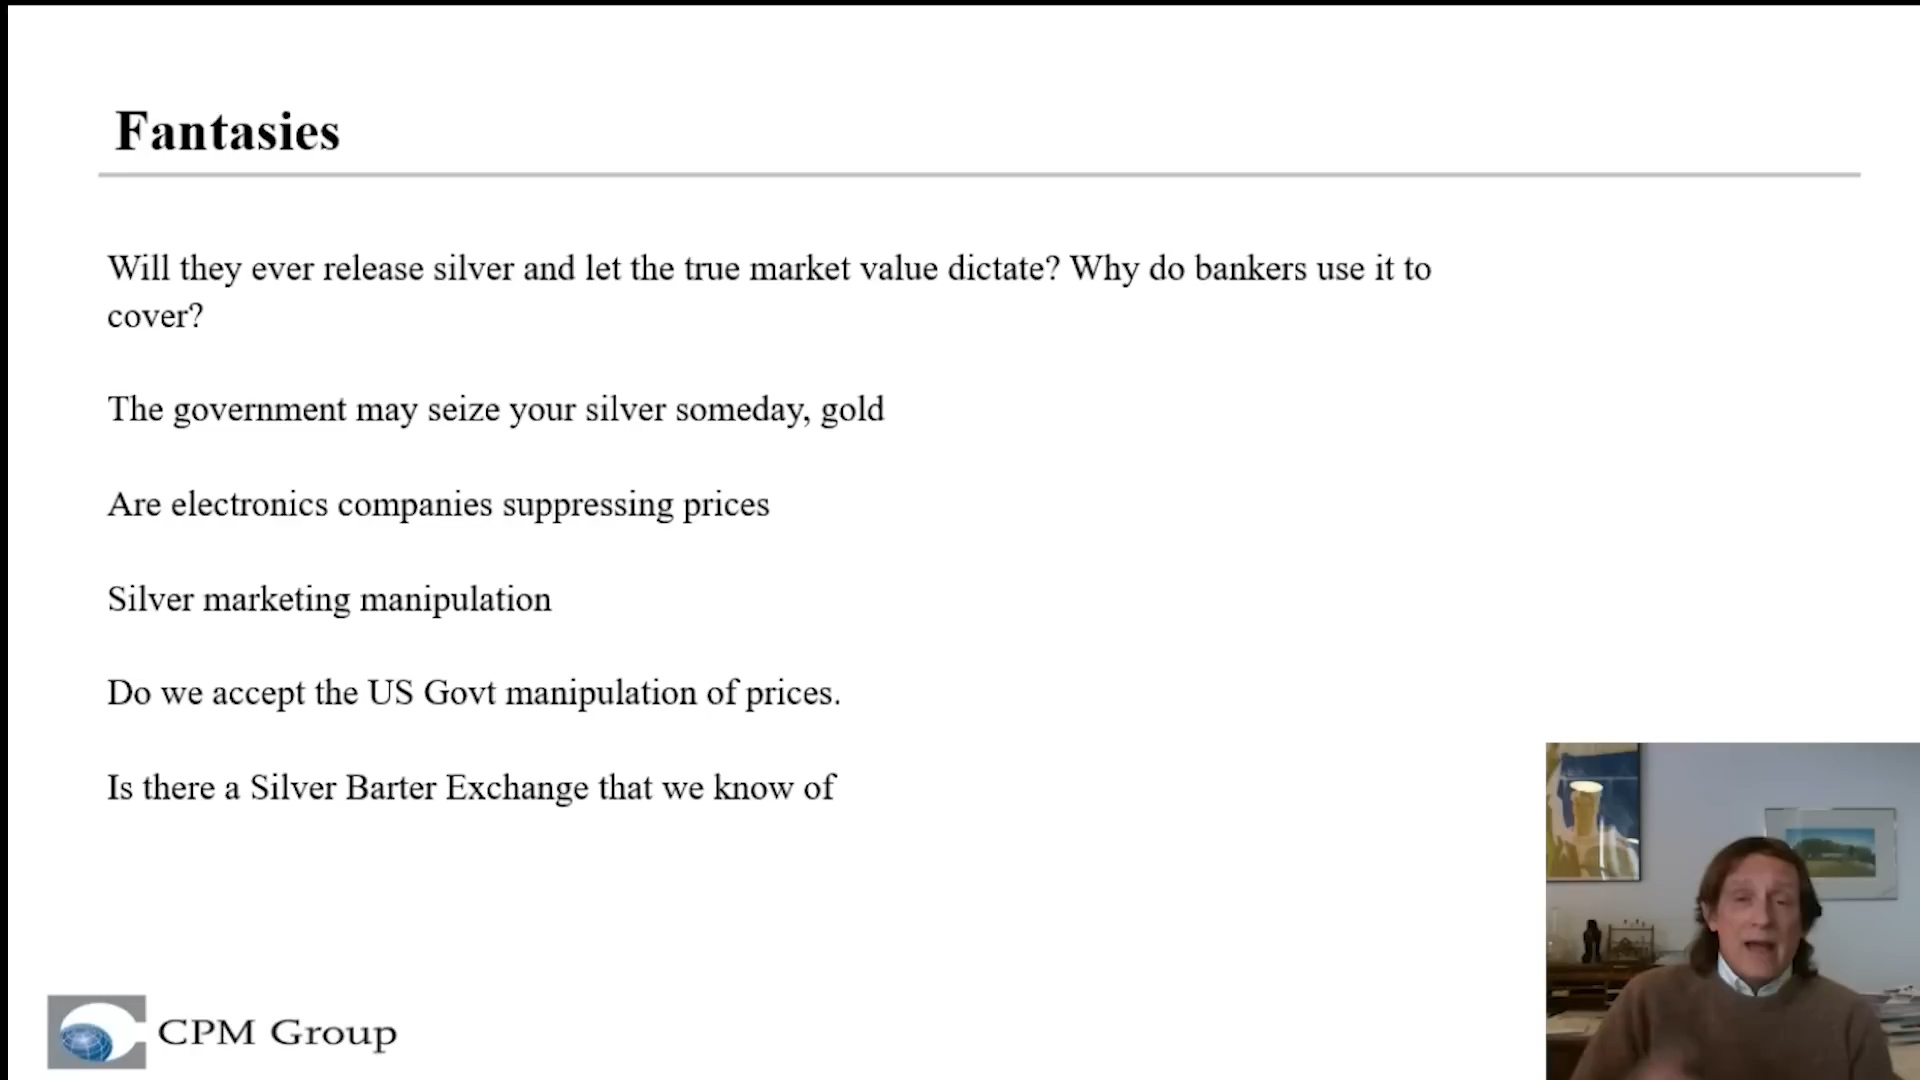 Fantasies
Will they ever release silver and let the true market value dictate? Why do bankers use it to
cover?
The government may seize your silver someday, gold
Are electronics companies suppressing prices
Silver marketing manipulation
Do we accept the US Govt manipulation of prices.
Is there a Silver Barter Exchange that we know of
CPM Group